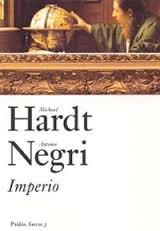 Michael
Hardt
Antonio
Negri
Imperio
Paidós Surcos 3